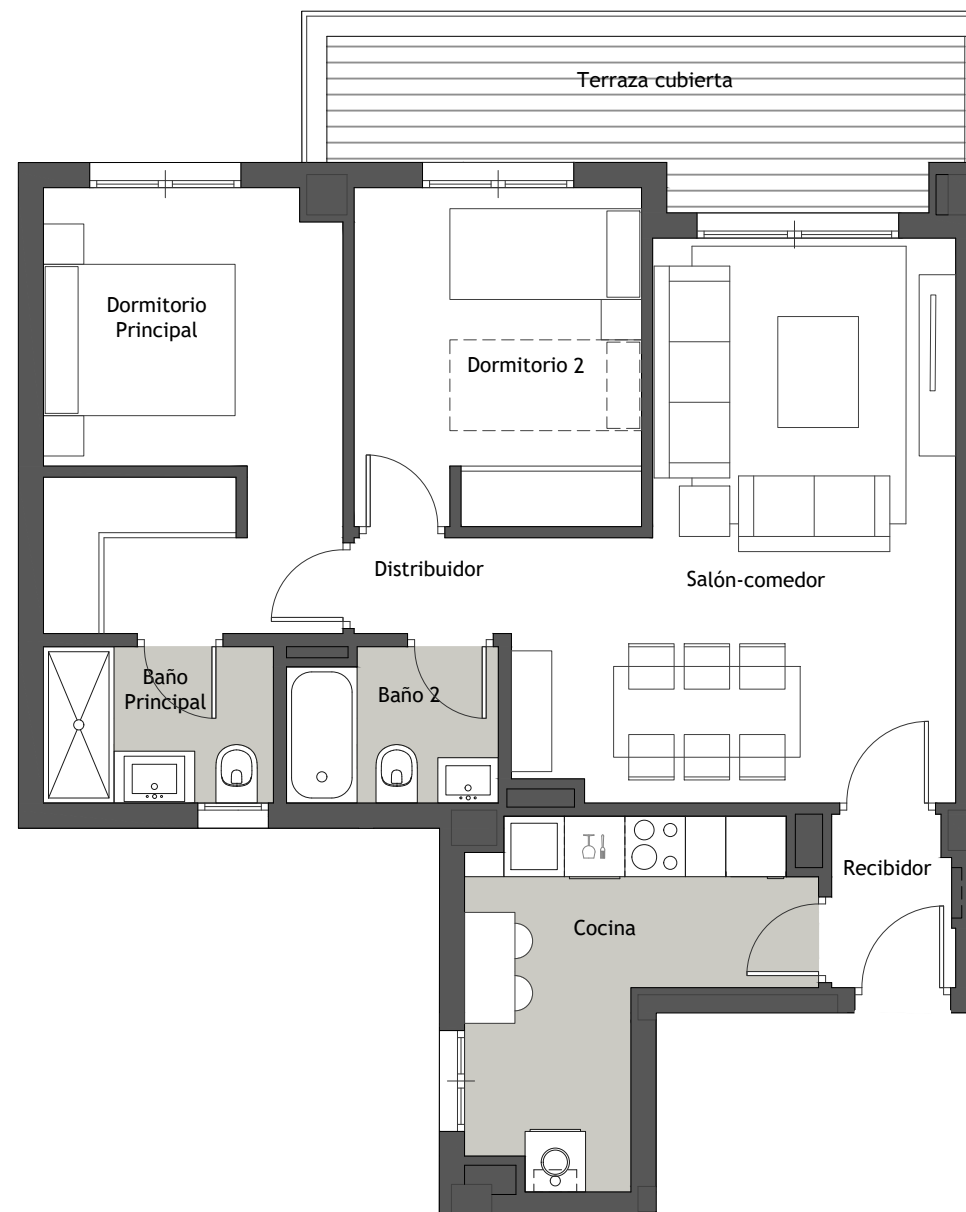 Terraza cubierta
Dormitorio
Principal
Dormitorio 2
Distribuidor
Salón-comedor
Baño
Principal
Baño 2
Recibidor
Cocina